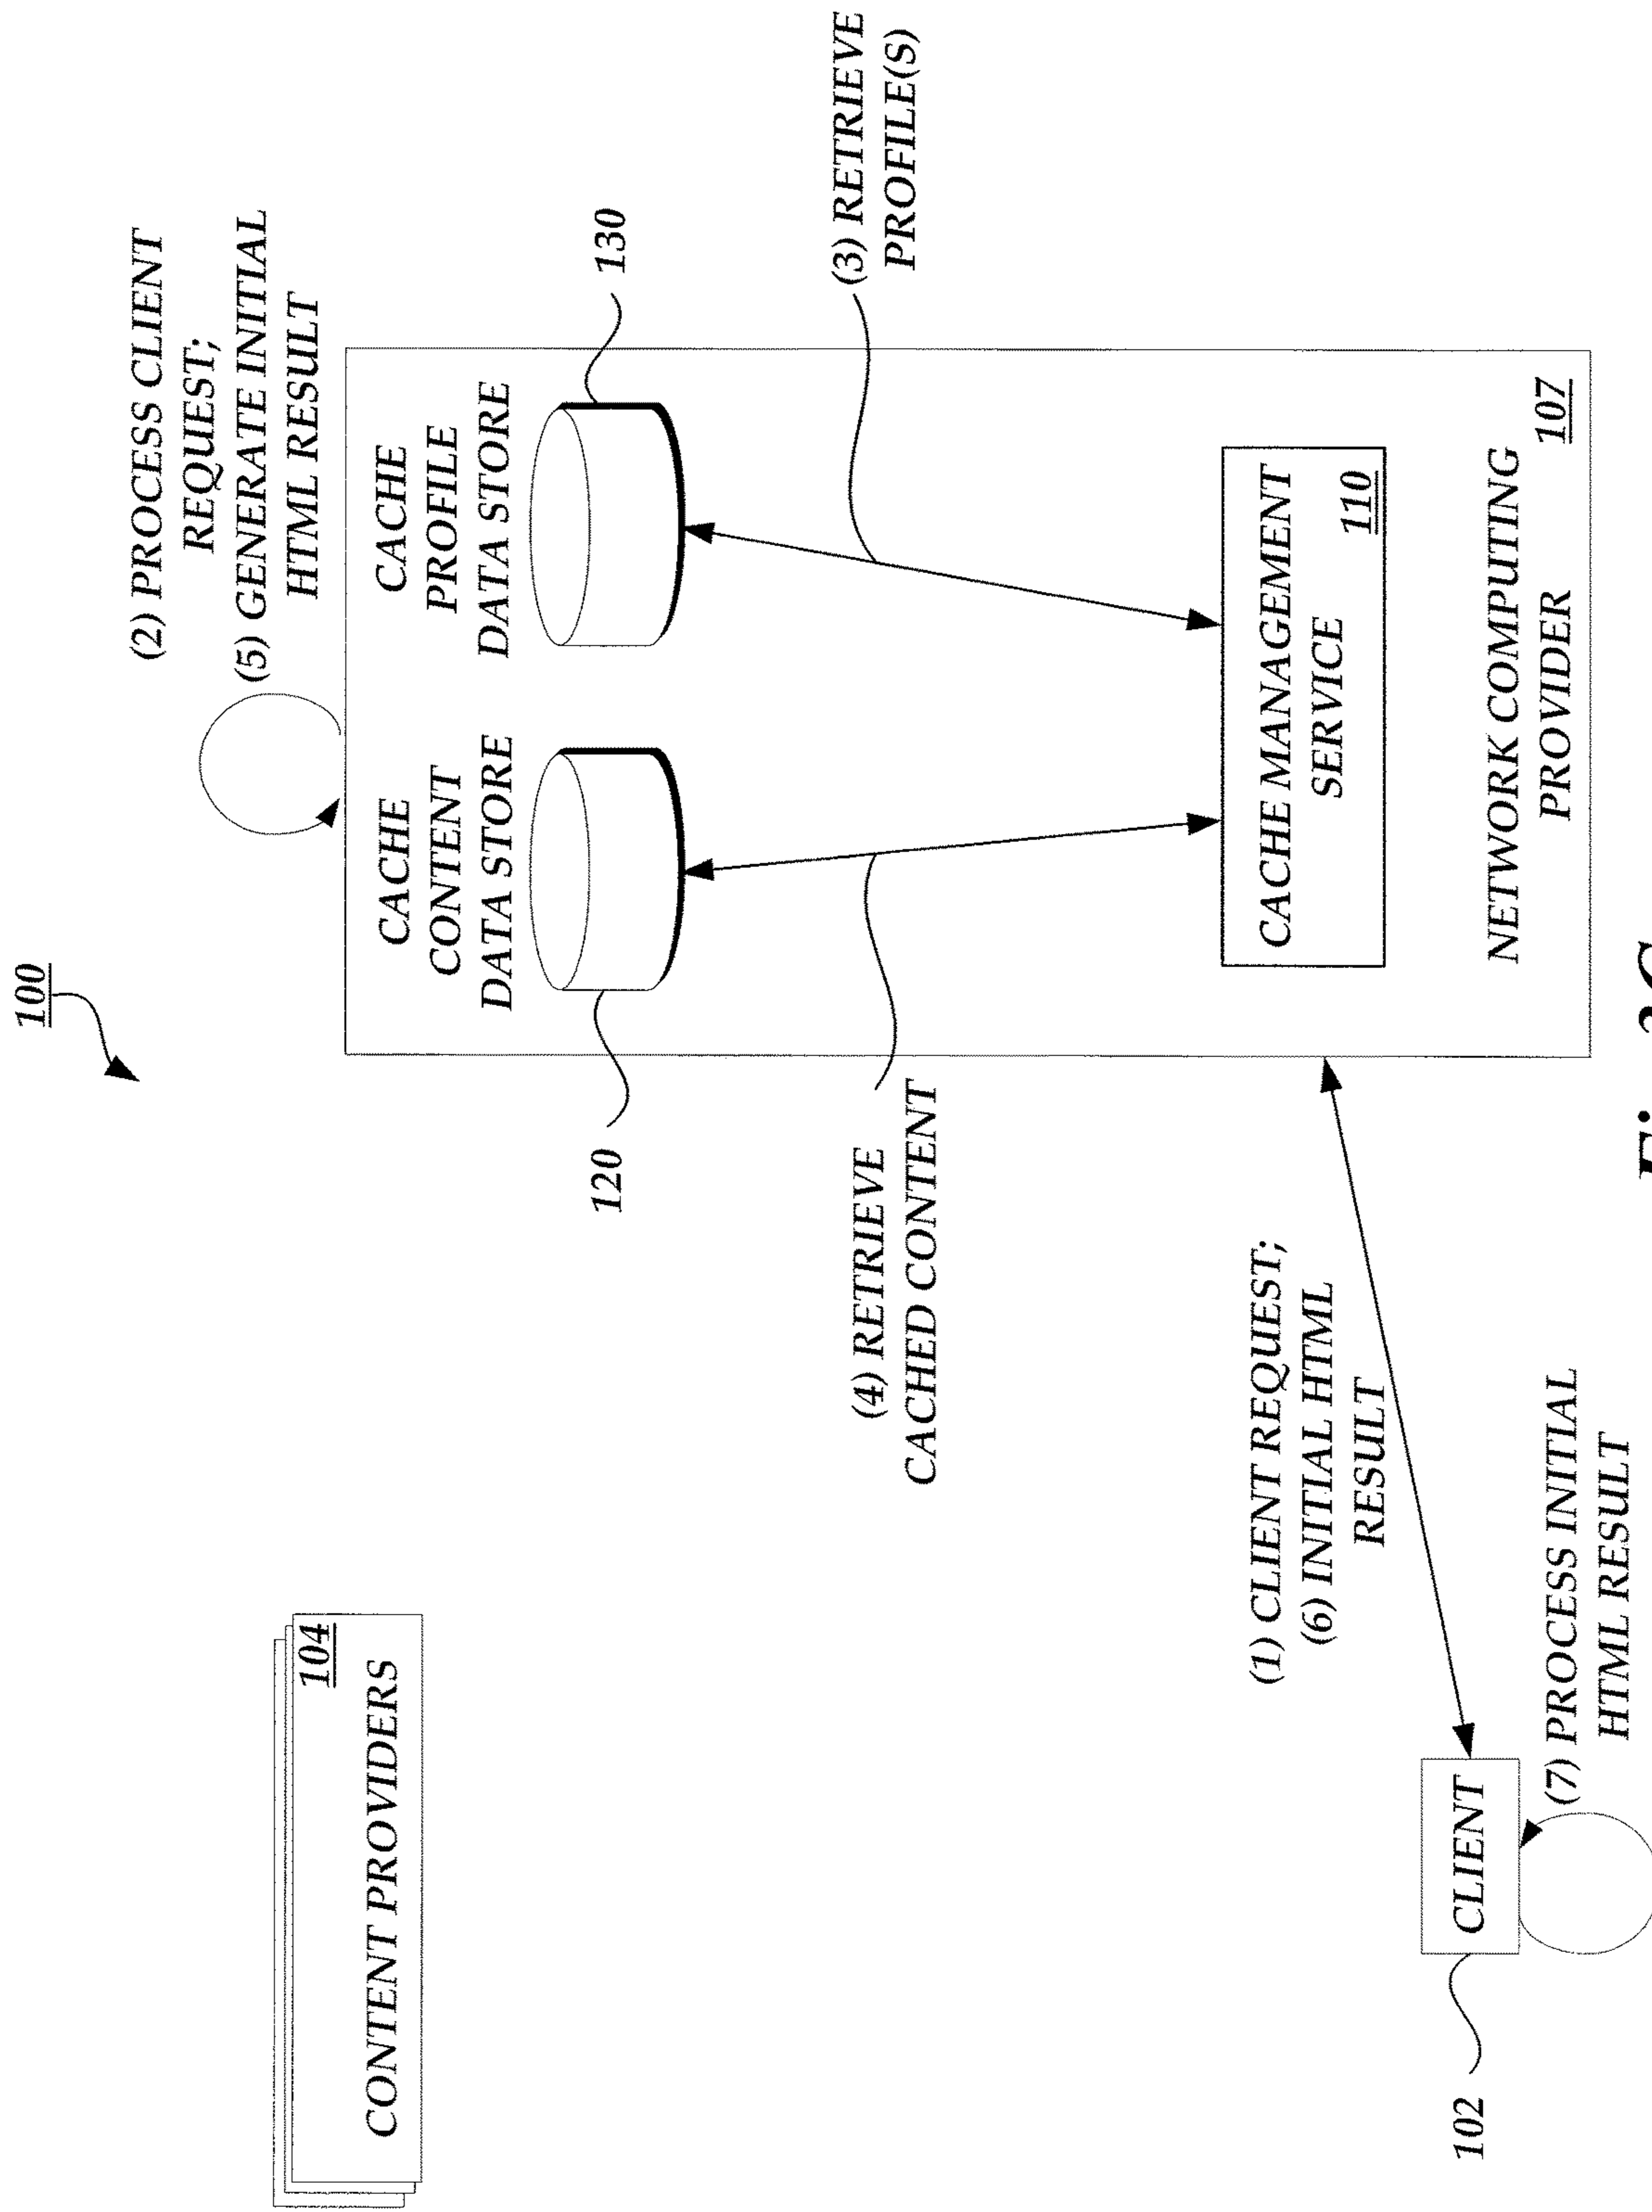 100
(2) PROCESS CLIENT
REQUEST;
(5) GENERATE INITIAL
HTML RESULT
104
CONTENT PROVIDERS
CACHE
CONTENT
DATA STORE
CACHE
PROFILE
DATA STORE
120
130
(4) RETRIEVE
CACHED CONTENT
(3) RETRIEVE
PROFILE(S)
(1) CLIENT REQUEST;
(6) INITIAL HTML
RESULT
CACHE MANAGEMENT
SERVICE
110
102
CLIENT
NETWORK COMPUTING
PROVIDER
107
(7) PROCESS INITIAL
HTML RESULT